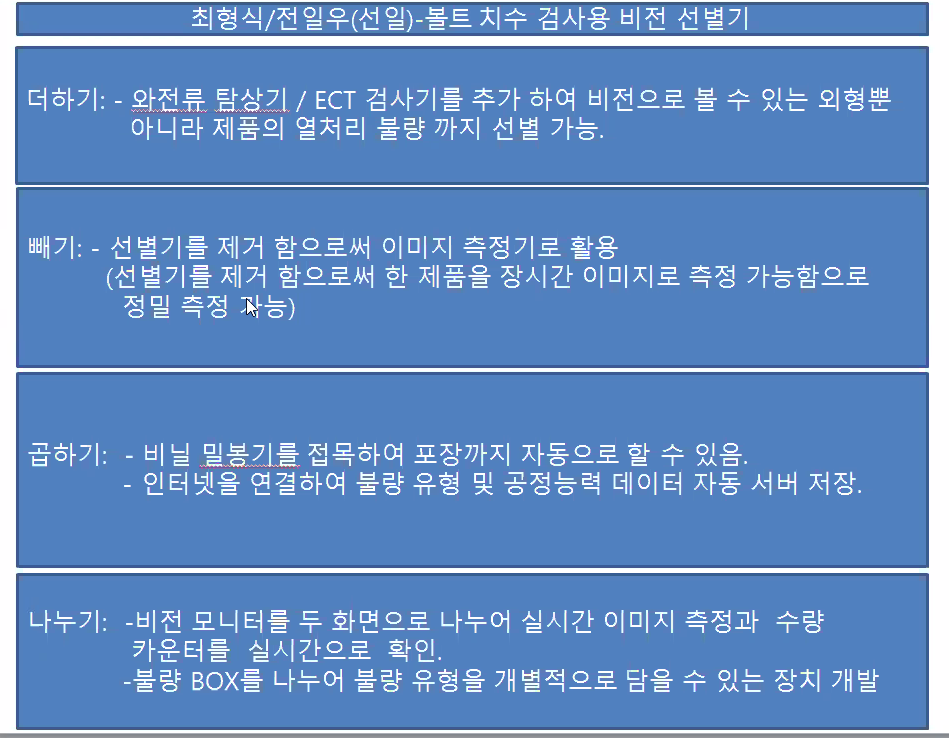 최형식/전일우(선일)-볼트 치수 검사용 비전 선별기
더하기: - 와전류 탐상기 / ECT 검사기를 추가 하여 비전으로 볼 수 있는 외형뿐
아니라 제품의 열처리 불량 까지 선별 가능.
빼기: - 선별기를 제거 함으로써 이미지 측정기로 활용
(선별기를 제거 함으로써 한 제품을 장시간 이미지로 측정 가능함으로
정밀 측정 가능)
곱하기: - 비닐 밀봉기를 접목하여 포장까지 자동으로 할 수 있음.
- 인터넷을 연결하여 불량 유형 및 공정능력 데이터 자동 서버 저장.
나누기: -비전 모니터를 두 화면으로 나누어 실시간 이미지 측정과 수량
카운터를 실시간으로 확인.
-불량 BOX를 나누어 불량 유형을 개별적으로 담을 수 있는 장치 개발